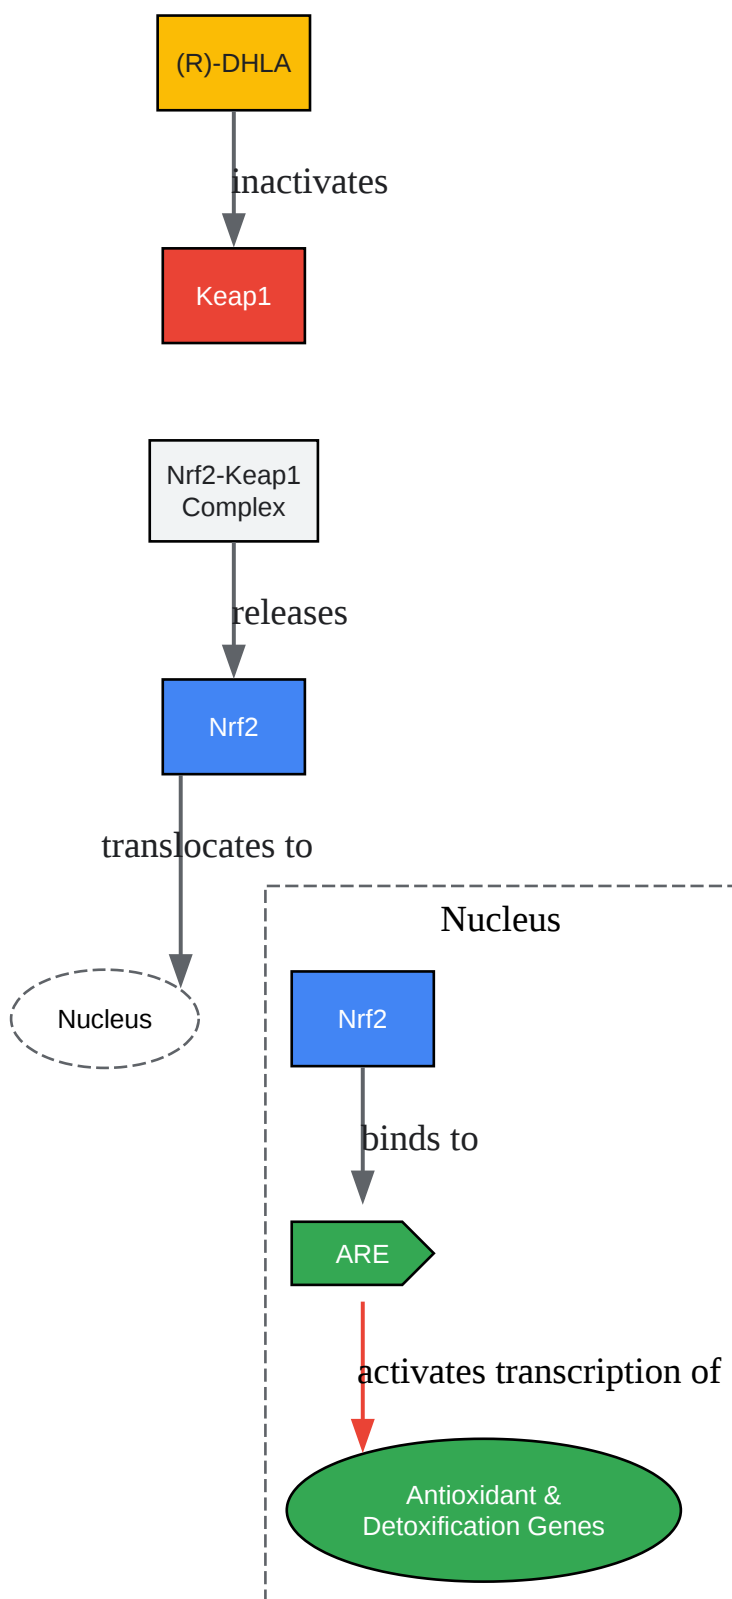 (R)-DHLA
inactivates
Keap1
Nrf2-Keap1
Complex
releases
Nrf2
translocates to
Nucleus
Nucleus
Nrf2
binds to
ARE
activates transcription of
Antioxidant &
Detoxification Genes